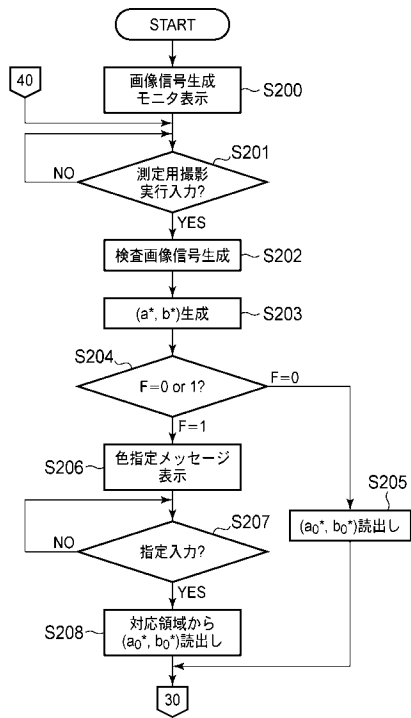 START
40
画像信号生成
モニタ表示
S200
S201
測定用撮影
実行入力?
NO
YES
検査画像信号生成
S202
(a*, b*)生成
S203
S204
F=0 or 1?
F=0
F=1
色指定メッセージ
表示
S206
S205
(a₀*, b₀*)読出し
S207
指定入力?
NO
YES
対応領域から
(a₀*, b₀*)読出し
S208
30